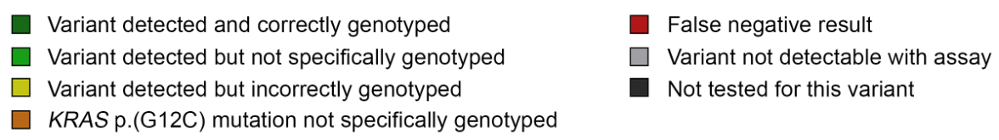 Variant detected and correctly genotyped
Variant detected but not specifically genotyped
Variant detected but incorrectly genotyped
KRAS p.(G12C) mutation not specifically genotyped
False negative result
Variant not detectable with assay
Not tested for this variant